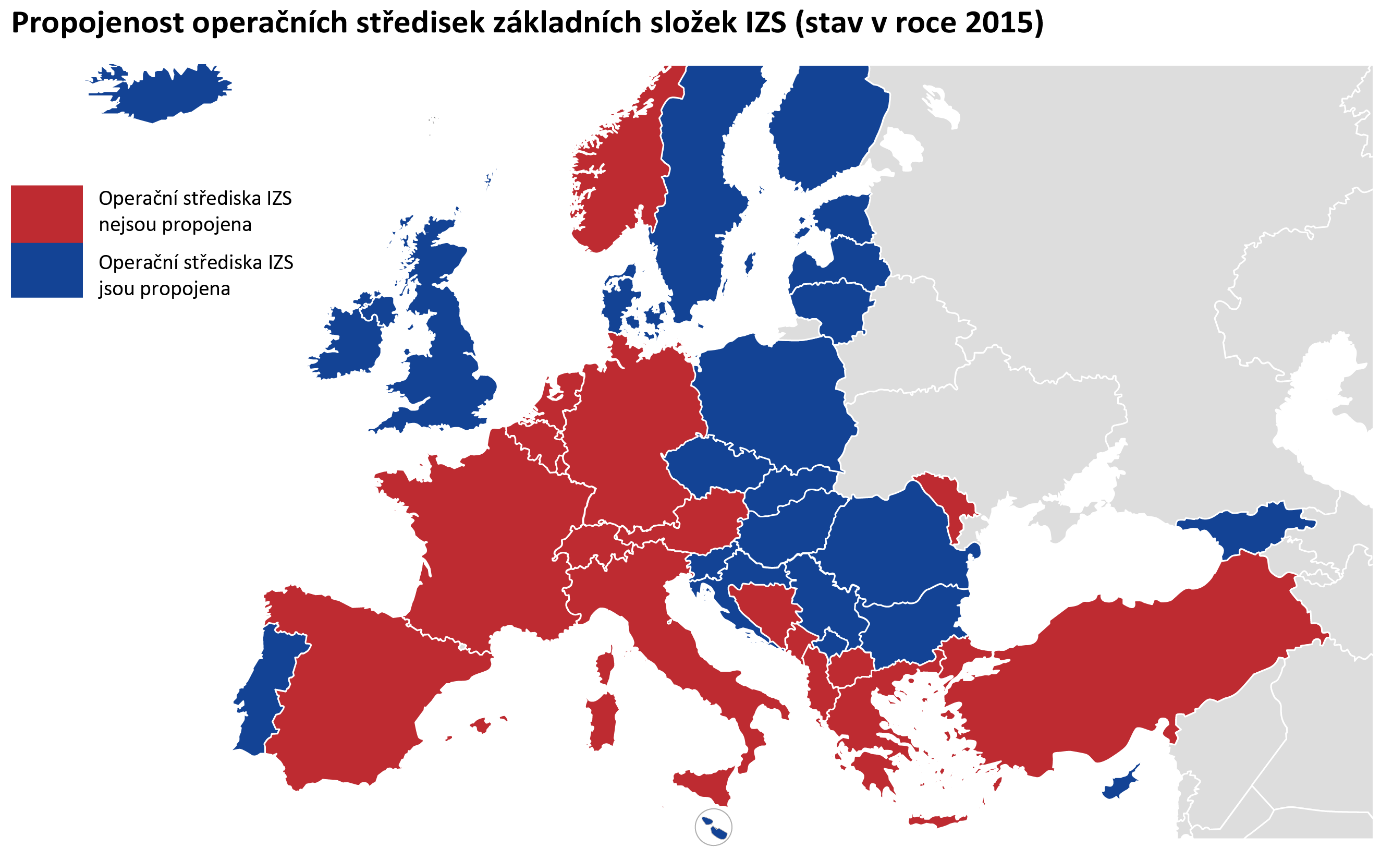 Propojenost operačních středisek základních složek IZS (stav v roce 2015)
Operační střediska IZS
nejsou propojena
Operační střediska IZS
jsou propojena